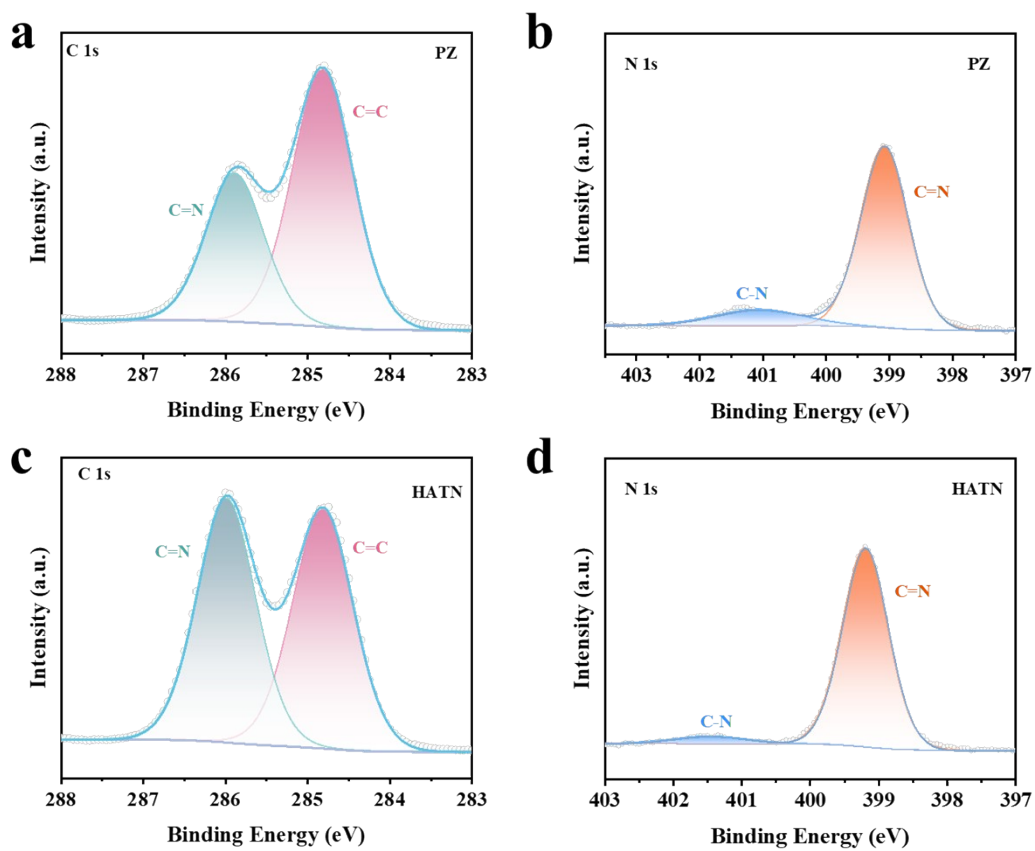 a
C 1s
PZ
C=C
C=N
Intensity (a.u.)
288 287 286 285 284 283
Binding Energy (eV)
b
N 1s
PZ
C=N
C-N
Intensity (a.u.)
403 402 401 400 399 398 397
Binding Energy (eV)
c
C 1s
HATN
C=N
C=C
Intensity (a.u.)
288 287 286 285 284 283
Binding Energy (eV)
d
N 1s
HATN
C=N
C-N
Intensity (a.u.)
403 402 401 400 399 398 397
Binding Energy (eV)